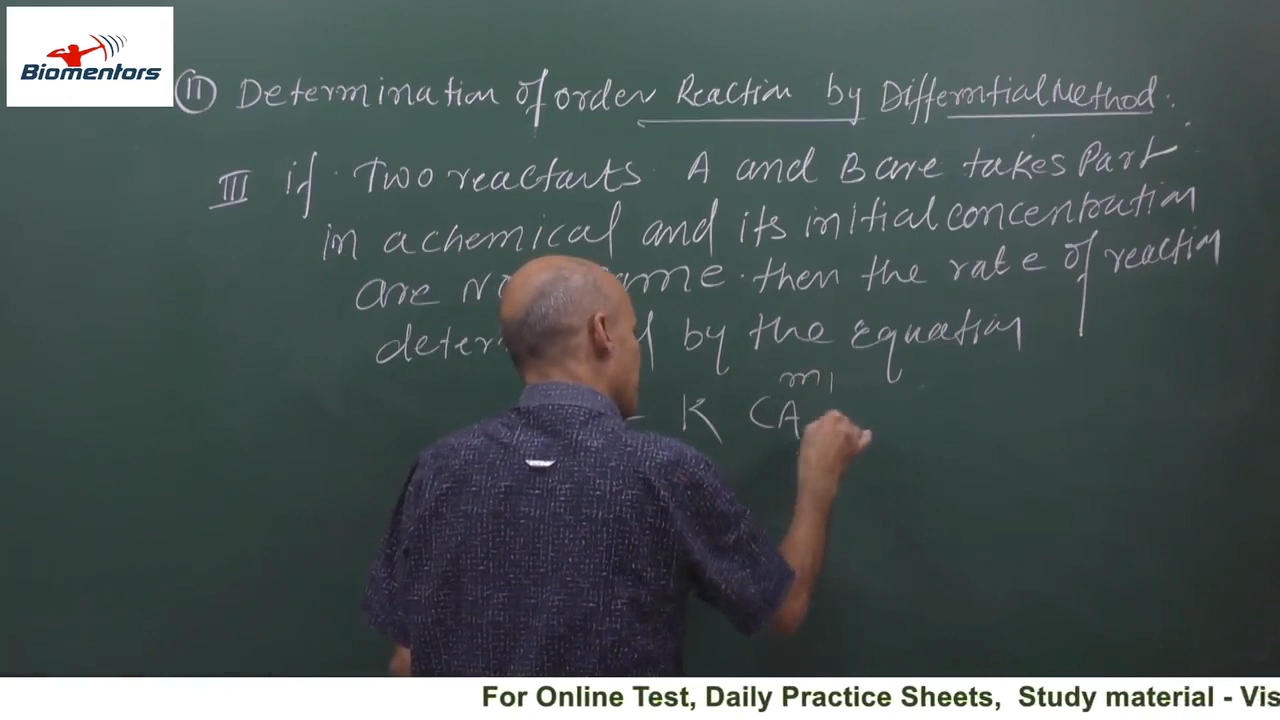 Biomentors
II Determination of order Reaction by Differential Method.
III if Two reactants A and B are takes Part
in a chemical and its initial concentration
are then the rate of reaction
by the equation
K CA m1
For Online Test, Daily Practice Sheets, Study material - Vis